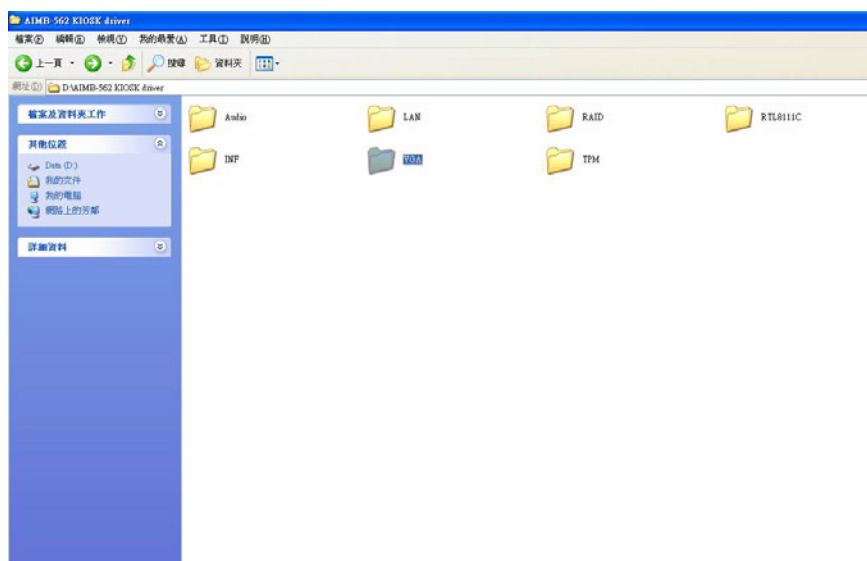 AIMB-562 KIOSK driver
檔案(F) 編輯(E) 檢視(V) 我的最愛(A) 工具(T) 說明(H)
上一頁 搜尋 資料夾
網址(D) D:\AIMB-562 KIOSK driver
檔案及資料夾工作
其他位置
Data (D:)
我的文件
我的電腦
網路上的芳鄰
詳細資料
Audio LAN RAID RTL8111C
INF VGA TPM